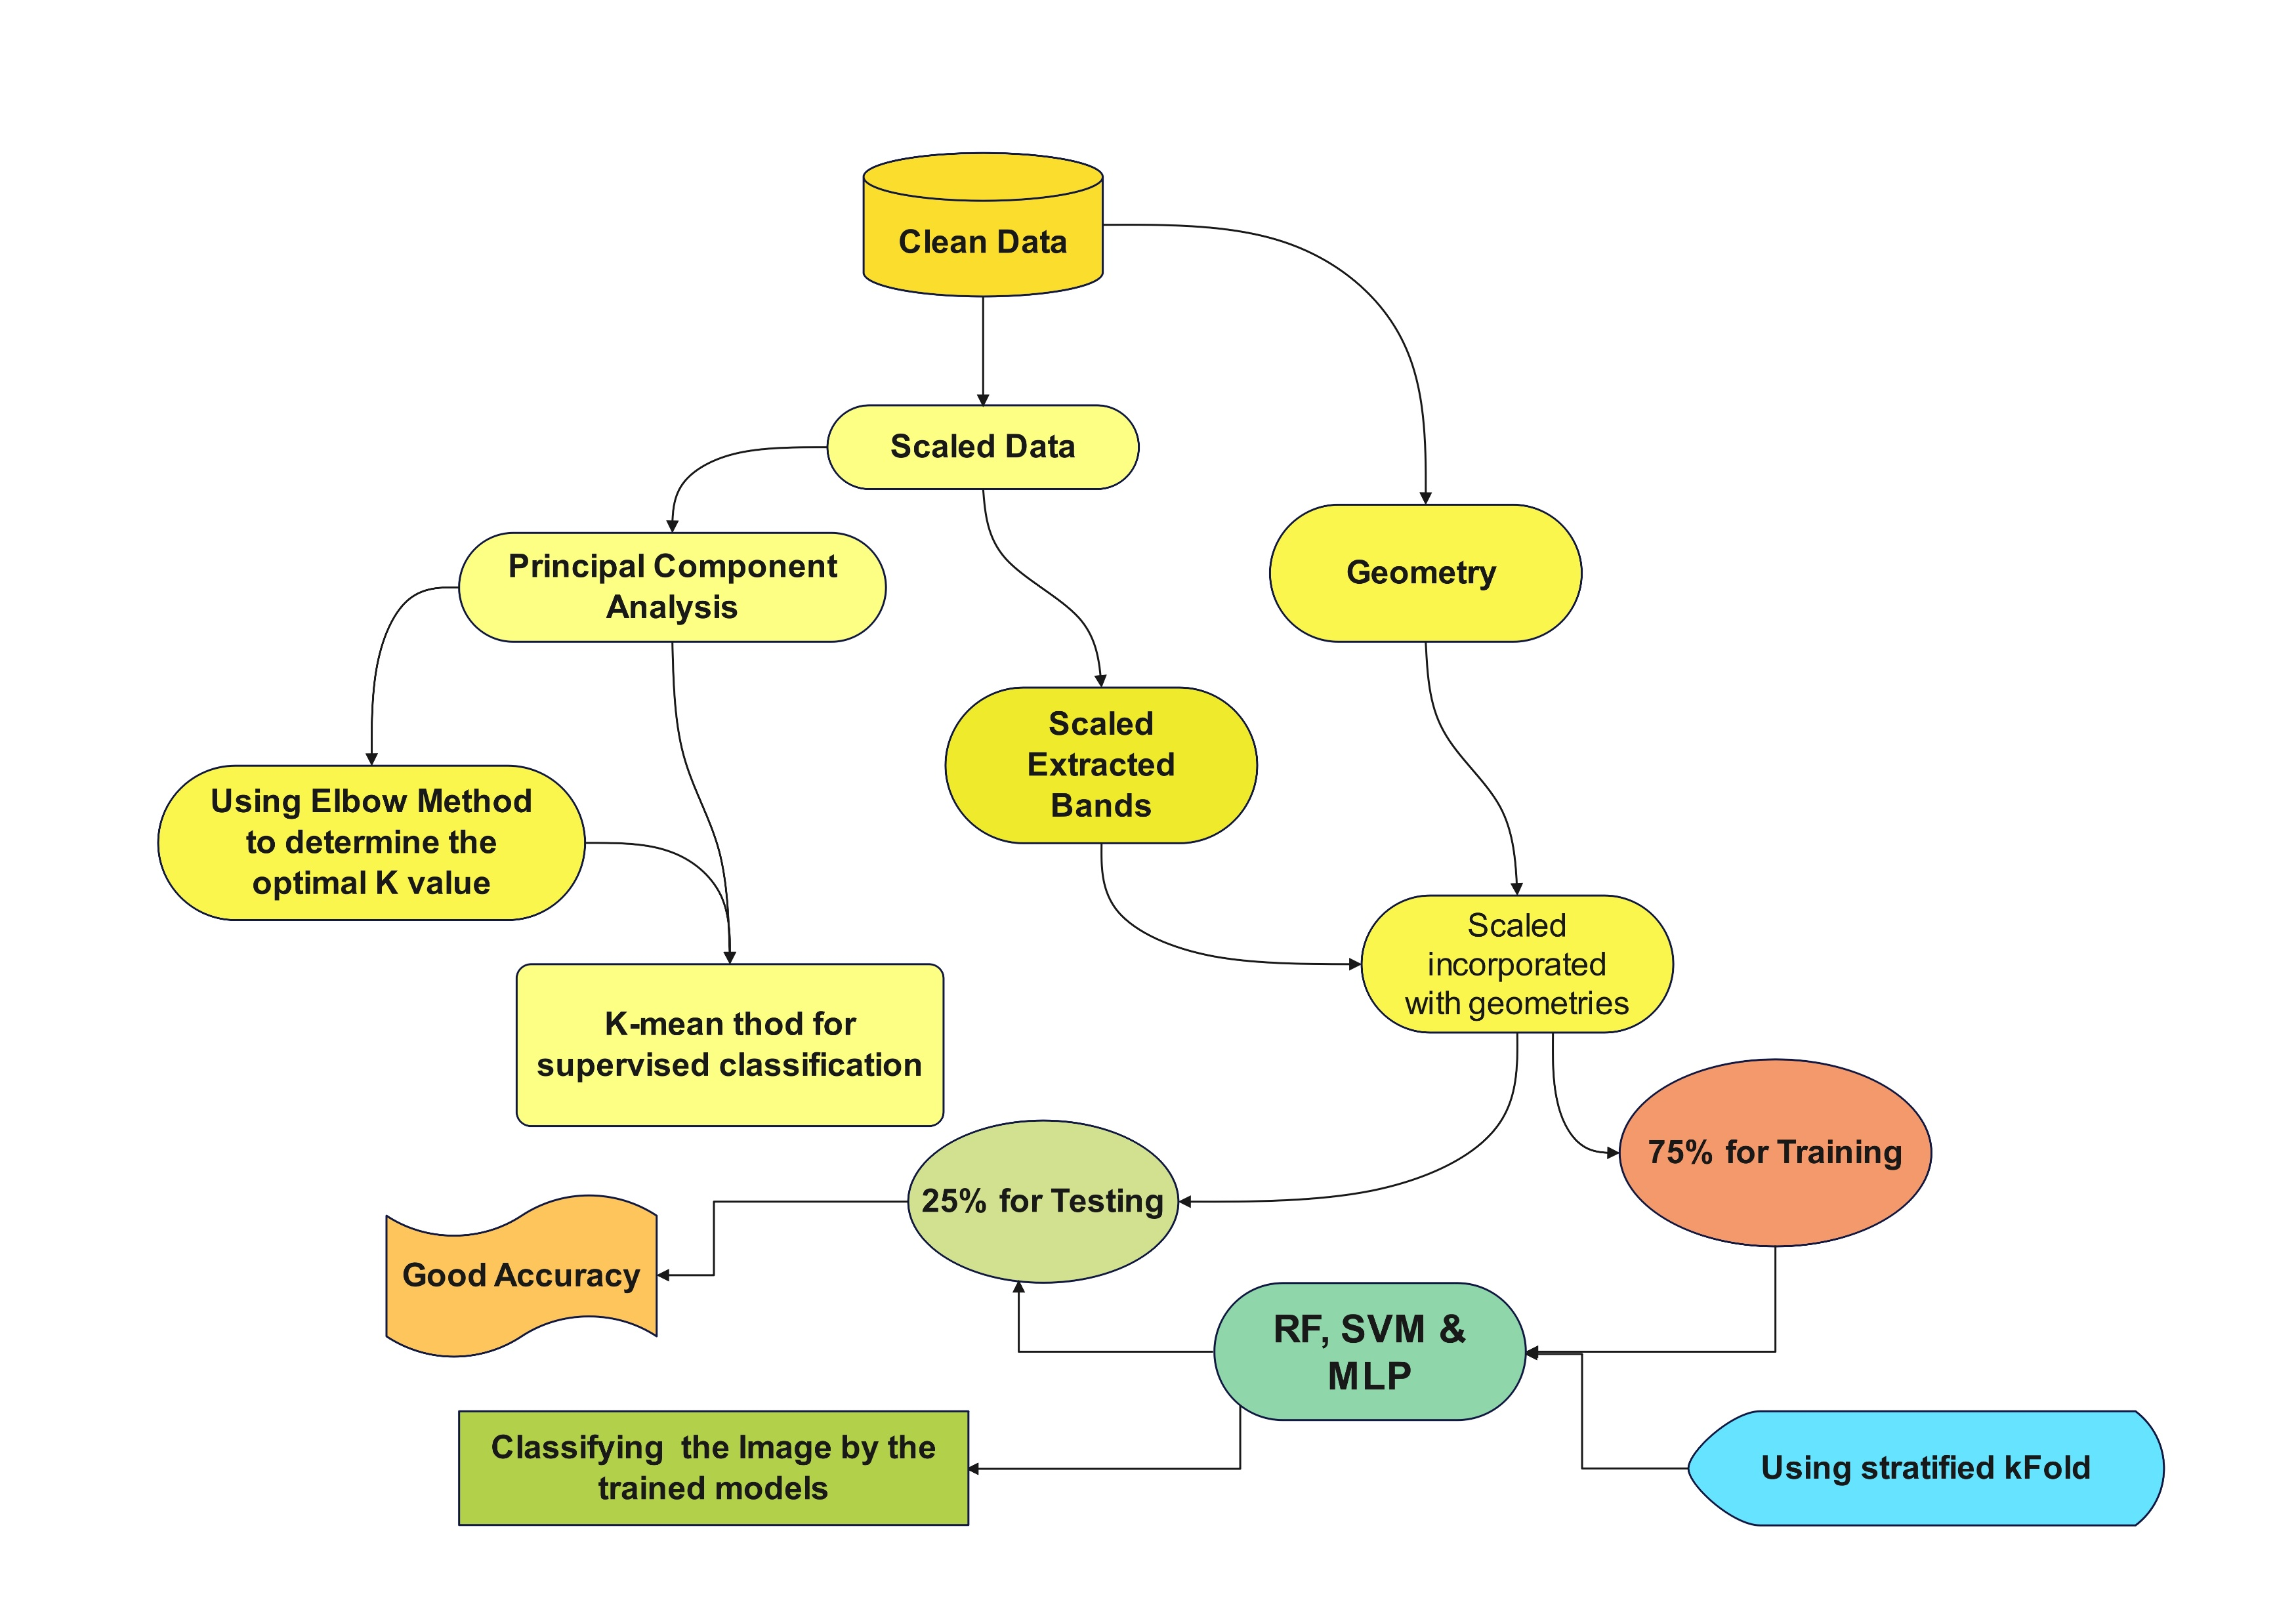 Clean Data
Scaled Data
Principal Component
Analysis
Geometry
Scaled
Extracted
Bands
Using Elbow Method
to determine the
optimal K value
Scaled
incorporated
with geometries
K-mean thod for
supervised classification
75% for Training
25% for Testing
Good Accuracy
RF, SVM &
MLP
Classifying  the Image by the
trained models
Using stratified kFold